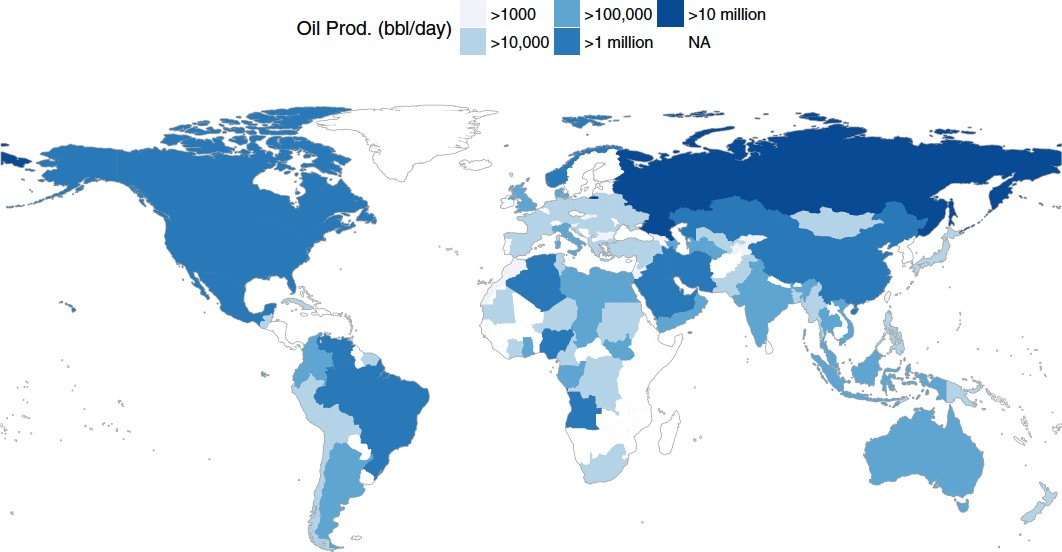 Oil Prod. (bbl/day)
>1000 >100,000 >10 million
>10,000 >1 million NA